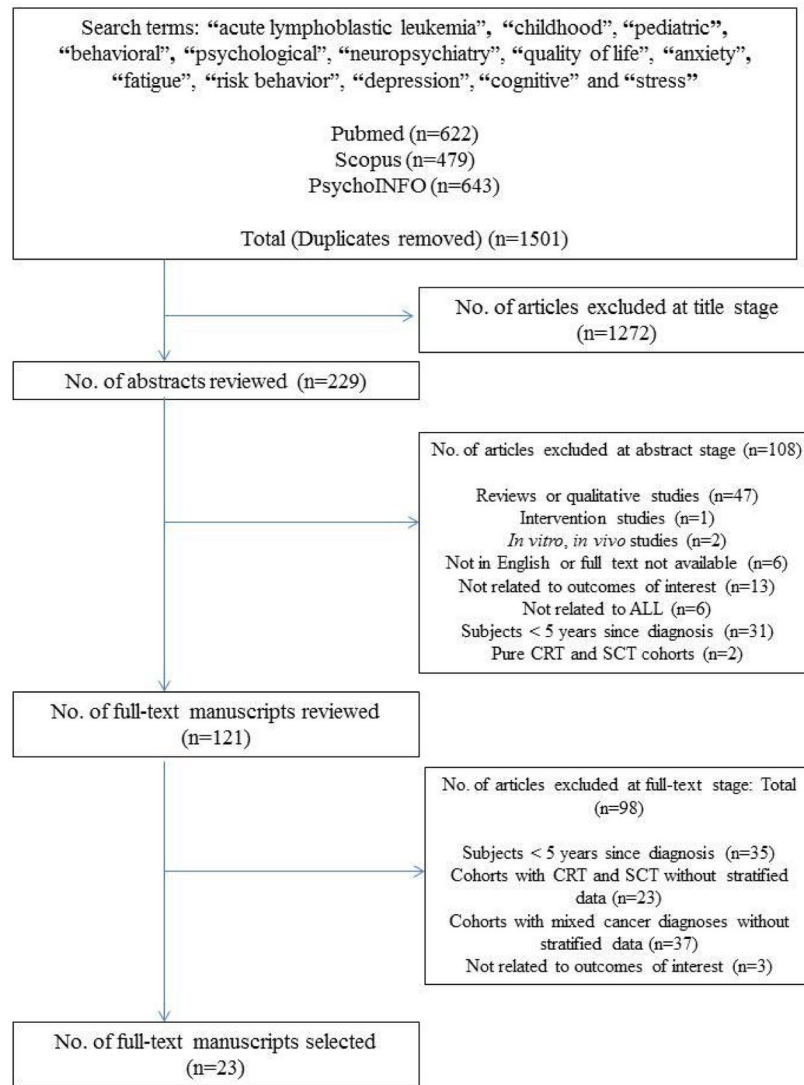 Search terms: “acute lymphoblastic leukemia”, “childhood”, “pediatric”,
“behavioral”, “psychological”, “neuropsychiatry”, “quality of life”, “anxiety”,
“fatigue”, “risk behavior”, “depression”, “cognitive” and “stress”
Pubmed (n=622)
Scopus (n=479)
PsychoINFO (n=643)
Total (Duplicates removed) (n=1501)
No. of articles excluded at title stage
(n=1272)
No. of abstracts reviewed (n=229)
No. of articles excluded at abstract stage (n=108)
Reviews or qualitative studies (n=47)
Intervention studies (n=1)
In vitro, in vivo studies (n=2)
Not in English or full text not available (n=6)
Not related to outcomes of interest (n=13)
Not related to ALL (n=6)
Subjects < 5 years since diagnosis (n=31)
Pure CRT and SCT cohorts (n=2)
No. of full-text manuscripts reviewed
(n=121)
No. of articles excluded at full-text stage: Total
(n=98)
Subjects < 5 years since diagnosis (n=35)
Cohorts with CRT and SCT without stratified
data (n=23)
Cohorts with mixed cancer diagnoses without
stratified data (n=37)
Not related to outcomes of interest (n=3)
No. of full-text manuscripts selected
(n=23)